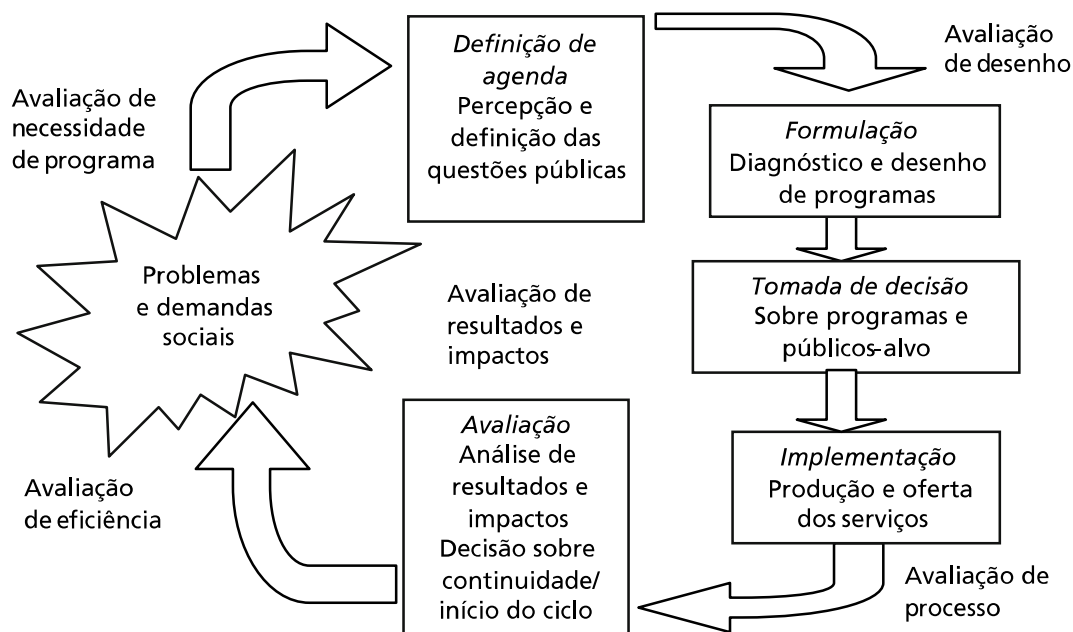 Definição de
agenda
Percepção e
definição das
questões públicas
Avaliação
de desenho
Avaliação de
necessidade
de programa
Formulação
Diagnóstico e desenho
de programas
Problemas
e demandas
sociais
Avaliação de
resultados e
impactos
Tomada de decisão
Sobre programas e
públicos-alvo
Avaliação
Análise de
resultados e
impactos
Decisão sobre
continuidade/
início do ciclo
Implementação
Produção e oferta
dos serviços
Avaliação
de eficiência
Avaliação de
processo